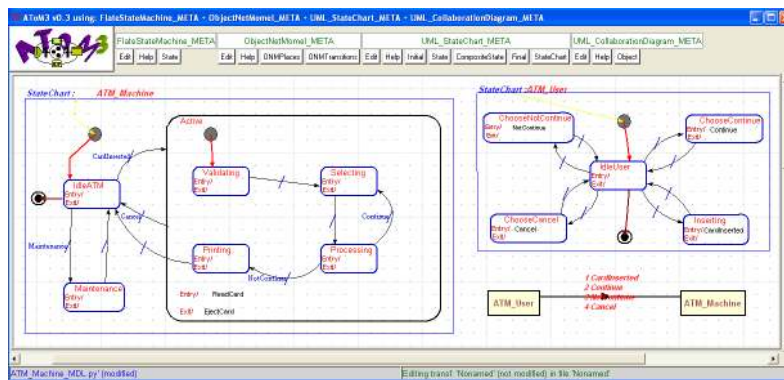 AToM3 v0.3 using: FlateStateMachine_META - ObjectNetMomel_META - UML_StateChart_META - UML_CollaborationDiagram_META
FlateStateMachine_META ObjectNetMomel_META UML_StateChart_META UML_CollaborationDiagram_META
Edit Help State Edit Help ONMPlaces ONMTransitions Edit Help Initial State CompositeState Final StateChart Edit Help Object
StateChart : ATM_Machine
Active
CardInserted
IdleATM
Entry/
Exit/
Validating
Entry/
Exit/
Selecting
Entry/
Exit/
Cancel
Continue
Maintenance
Printing
Entry/
Exit/
Processing
Entry/
Exit/
NotContinue
Maintenance
Entry/
Exit/
Entry/ ReadCard
Exit/ EjectCard
StateChart : ATM_User
ChooseNotContinue
Entry/ NotContinue
Exit/
ChooseContinue
Entry/ Continue
Exit/
IdleUser
Entry/
Exit/
ChooseCancel
Entry/ Cancel
Exit/
Inserting
Entry/CardInserted
Exit/
1 CardInserted
2 Continue
3 NotContinue
4 Cancel
ATM_User
ATM_Machine
ATM_Machine_MDL.py' (modified)
Editing transf. 'Nonamed' (not modified) in file 'Nonamed'